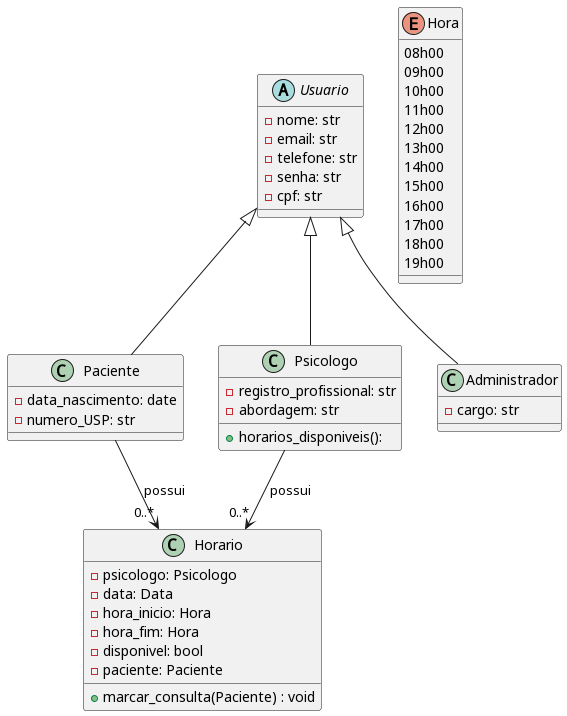 E Hora
08h00
09h00
10h00
11h00
12h00
13h00
14h00
15h00
16h00
17h00
18h00
19h00
A Usuario
nome: str
email: str
telefone: str
senha: str
cpf: str
C Paciente
data_nascimento: date
numero_USP: str
C Psicologo
registro_profissional: str
abordagem: str
horarios_disponiveis():
C Administrador
cargo: str
possui
0..*
possui
0..*
C Horario
psicologo: Psicologo
data: Data
hora_inicio: Hora
hora_fim: Hora
disponivel: bool
paciente: Paciente
marcar_consulta(Paciente) : void